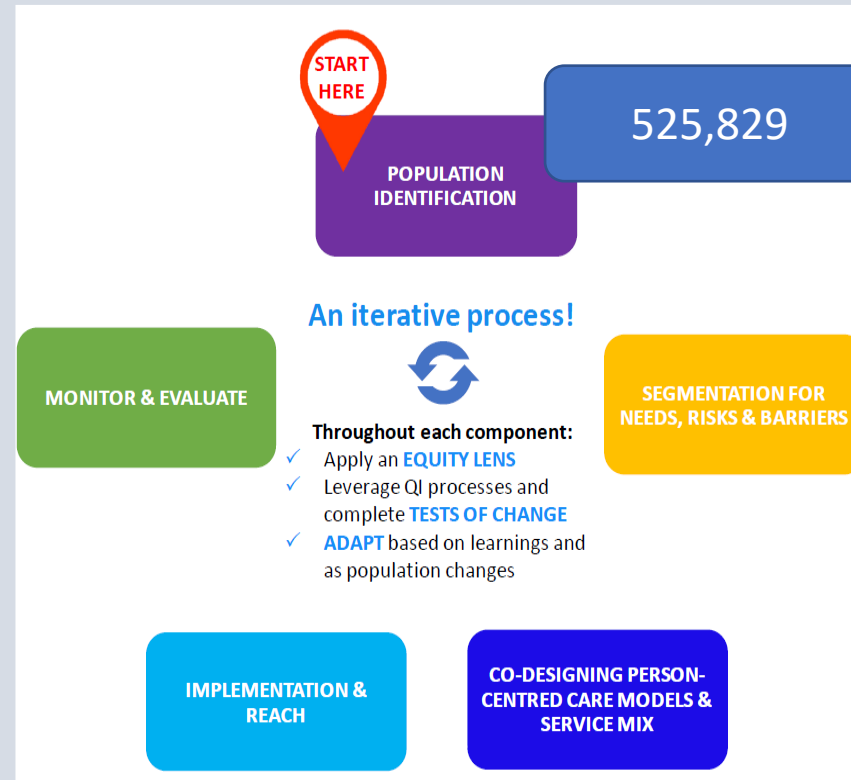 START
HERE
525,829
POPULATION
IDENTIFICATION
An iterative process!
MONITOR & EVALUATE
SEGMENTATION FOR
NEEDS, RISKS & BARRIERS
Throughout each component:
✓ Apply an EQUITY LENS
✓ Leverage QI processes and
complete TESTS OF CHANGE
✓ ADAPT based on learnings and
as population changes
IMPLEMENTATION &
REACH
CO-DESIGNING PERSON-
CENTRED CARE MODELS &
SERVICE MIX